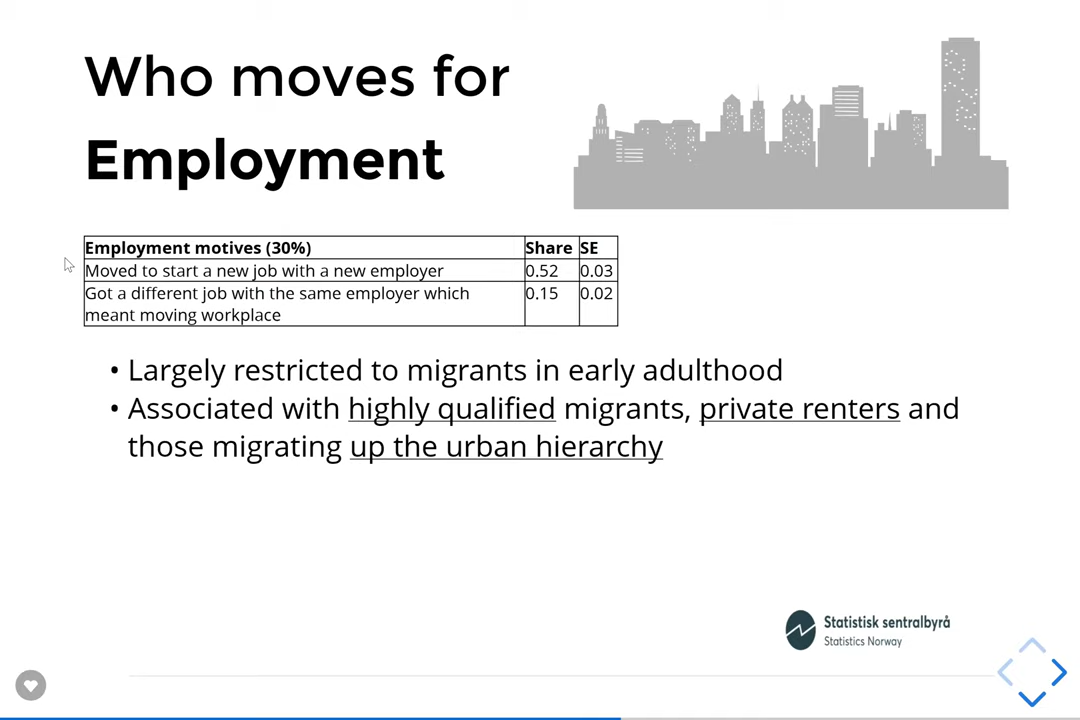 Who moves for
Employment
Employment motives (30%) Share SE
Moved to start a new job with a new employer 0.52 0.03
Got a different job with the same employer which 0.15 0.02
meant moving workplace
• Largely restricted to migrants in early adulthood
• Associated with highly qualified migrants, private renters and
those migrating up the urban hierarchy
Statistisk sentralbyrå
Statistics Norway